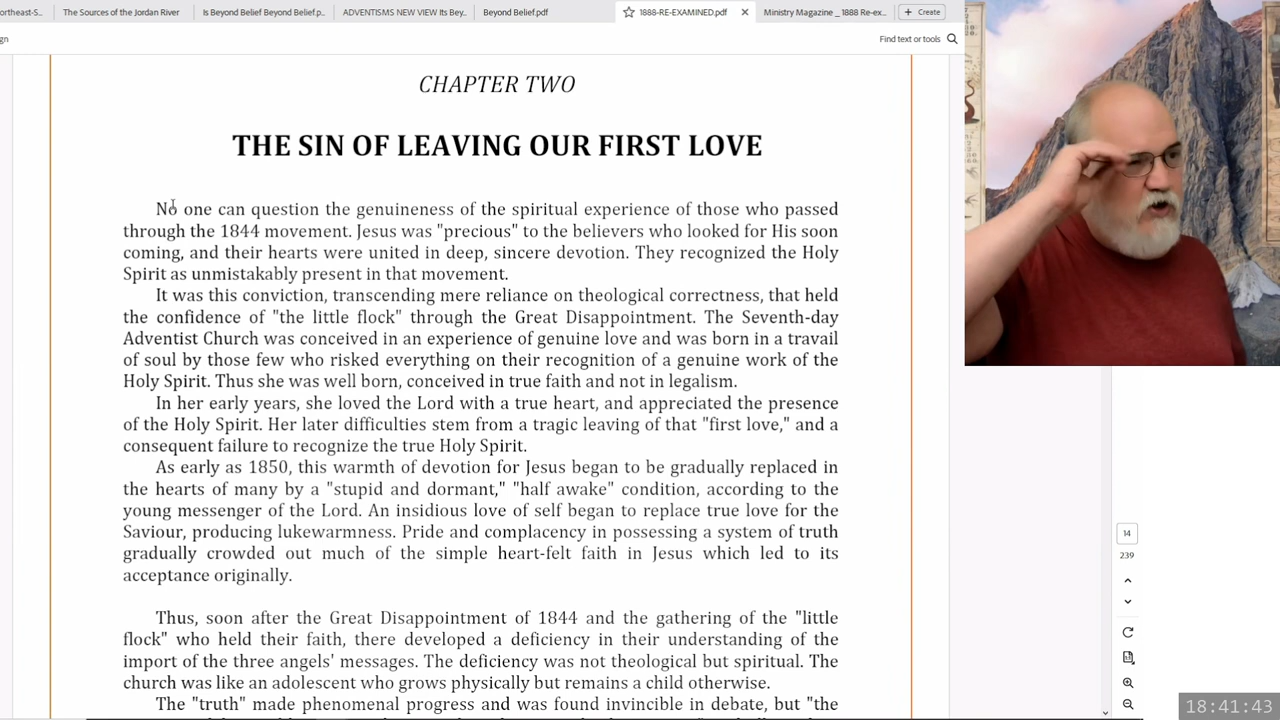 ortheast-S...
The Sources of the Jordan River
Is Beyond Belief Beyond Belief.p...
ADVENTISMS NEW VIEW Its Bey...
Beyond Belief.pdf
1888-RE-EXAMINED.pdf
Ministry Magazine _ 1888 Re-ex...
+ Create
gn
Find text or tools
CHAPTER TWO
THE SIN OF LEAVING OUR FIRST LOVE
No one can question the genuineness of the spiritual experience of those who passed
through the 1844 movement. Jesus was "precious" to the believers who looked for His soon
coming, and their hearts were united in deep, sincere devotion. They recognized the Holy
Spirit as unmistakably present in that movement.
It was this conviction, transcending mere reliance on theological correctness, that held
the confidence of "the little flock" through the Great Disappointment. The Seventh-day
Adventist Church was conceived in an experience of genuine love and was born in a travail
of soul by those few who risked everything on their recognition of a genuine work of the
Holy Spirit. Thus she was well born, conceived in true faith and not in legalism.
In her early years, she loved the Lord with a true heart, and appreciated the presence
of the Holy Spirit. Her later difficulties stem from a tragic leaving of that "first love," and a
consequent failure to recognize the true Holy Spirit.
As early as 1850, this warmth of devotion for Jesus began to be gradually replaced in
the hearts of many by a "stupid and dormant," "half awake" condition, according to the
young messenger of the Lord. An insidious love of self began to replace true love for the
Saviour, producing lukewarmness. Pride and complacency in possessing a system of truth
gradually crowded out much of the simple heart-felt faith in Jesus which led to its
acceptance originally.
Thus, soon after the Great Disappointment of 1844 and the gathering of the "little
flock" who held their faith, there developed a deficiency in their understanding of the
import of the three angels' messages. The deficiency was not theological but spiritual. The
church was like an adolescent who grows physically but remains a child otherwise.
The "truth" made phenomenal progress and was found invincible in debate, but "the
14
239
18:41:43